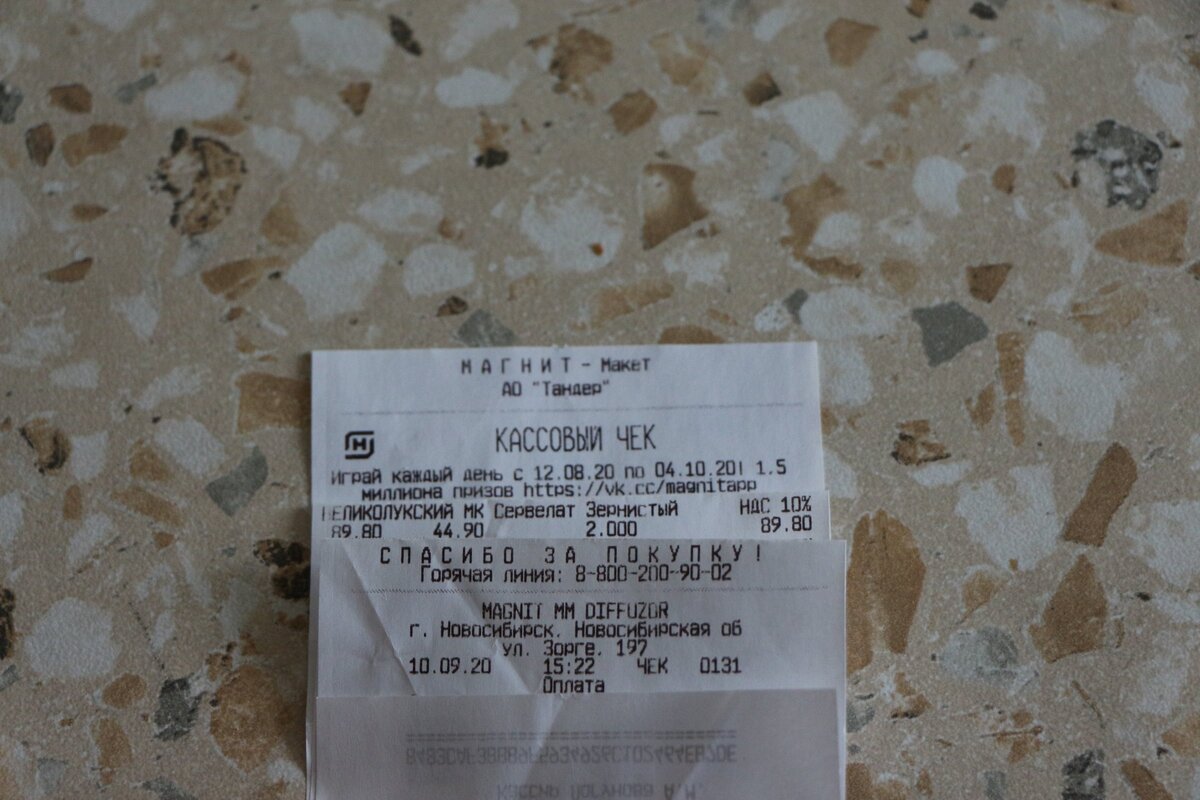 МАГНИТ - Макет
АО "Тандер"
КАССОВЫЙ ЧЕК
Играй каждый день с 12.08.20 по 04.10.20! 1.5
миллиона призов https://vk.cc/magnitapp
ВЕЛИКОЛУКСКИЙ МК Сервелат Зернистый НДС 10%
89.80 44.90 2.000 89.80
СПАСИБО ЗА ПОКУПКУ!
Горячая линия: 8-800-200-90-02
MAGNIT MM DIFFUZOR
г. Новосибирск, Новосибирская об
ул. Зорге, 197
10.09.20 15:22 ЧЕК 0131
Оплата